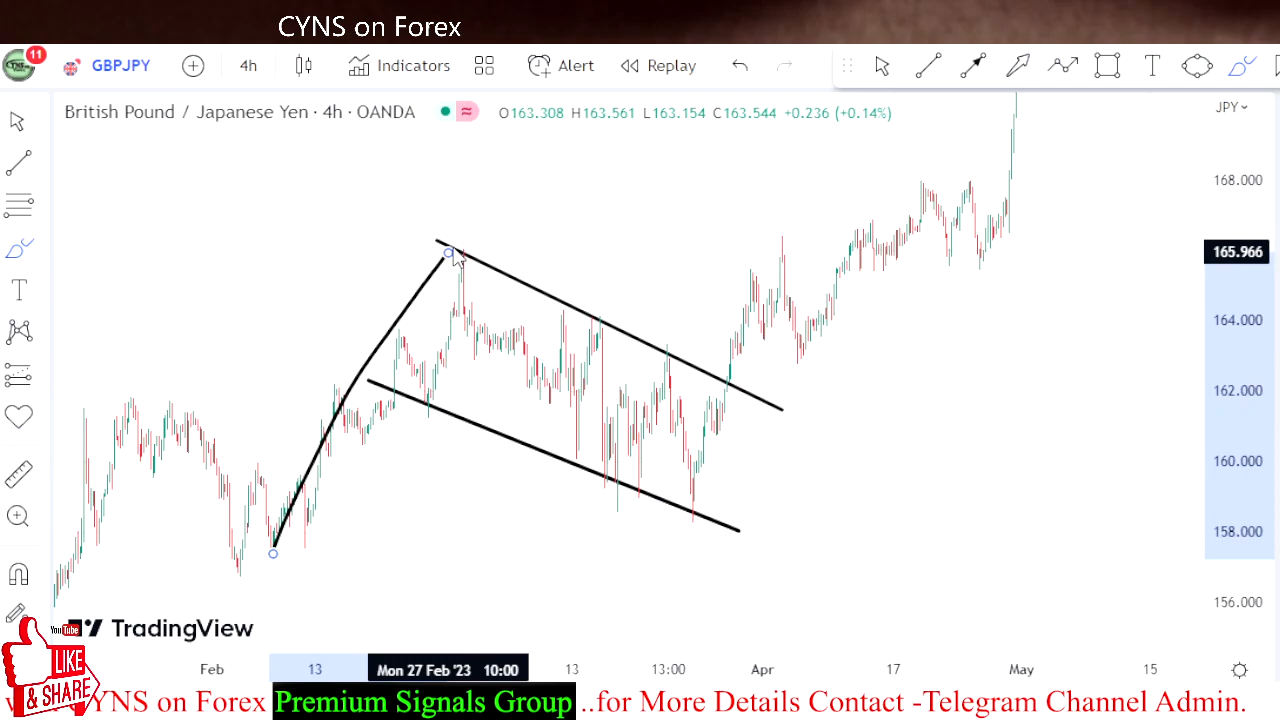 CYNS on Forex
11
GBPJPY
4h
Indicators
Alert
Replay
British Pound / Japanese Yen · 4h · OANDA
O163.308 H163.561 L163.154 C163.544 +0.236 (+0.14%)
JPY
168.000
165.966
164.000
162.000
160.000
158.000
156.000
TradingView
Feb
13
Mon 27 Feb '23 10:00
13
13:00
Apr
17
May
15
YouTube
LIKE
& SHARE
CYNS on Forex Premium Signals Group ..for More Details Contact -Telegram Channel Admin.